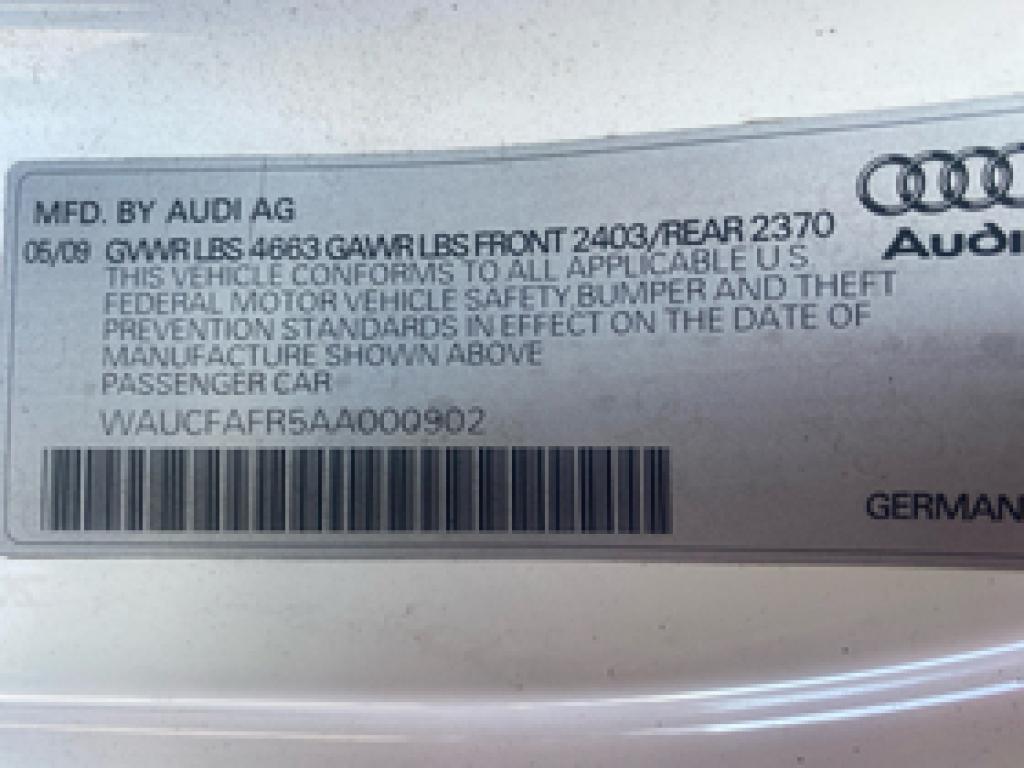 MFD. BY AUDI AG
05/09 GVWR LBS 4663 GAWR LBS FRONT 2403/REAR 2370
THIS VEHICLE CONFORMS TO ALL APPLICABLE U.S.
FEDERAL MOTOR VEHICLE SAFETY, BUMPER AND THEFT
PREVENTION STANDARDS IN EFFECT ON THE DATE OF
MANUFACTURE SHOWN ABOVE
PASSENGER CAR
WAUCFAFR5AA000902
Audi
GERMAN